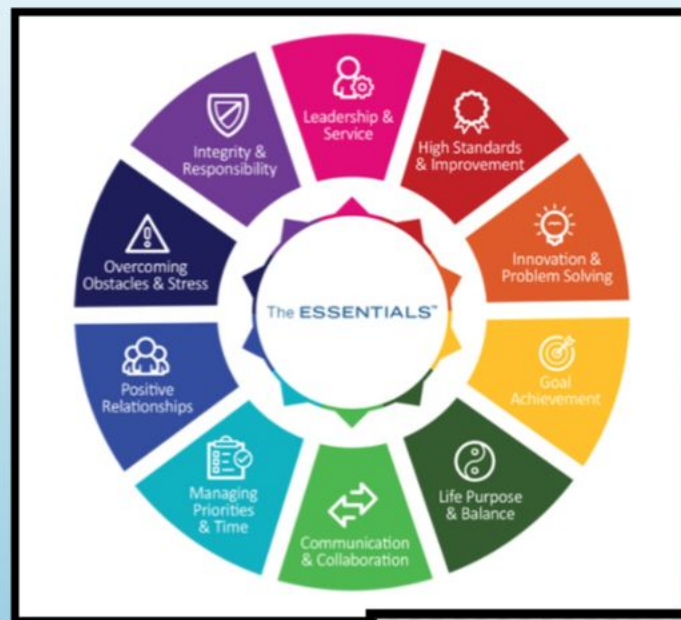 Leadership &
Service
High Standards
& Improvement
Innovation &
Problem Solving
Goal
Achievement
Life Purpose
& Balance
Communication
& Collaboration
Managing
Priorities
& Time
Positive
Relationships
Overcoming
Obstacles & Stress
Integrity &
Responsibility
The ESSENTIALS™